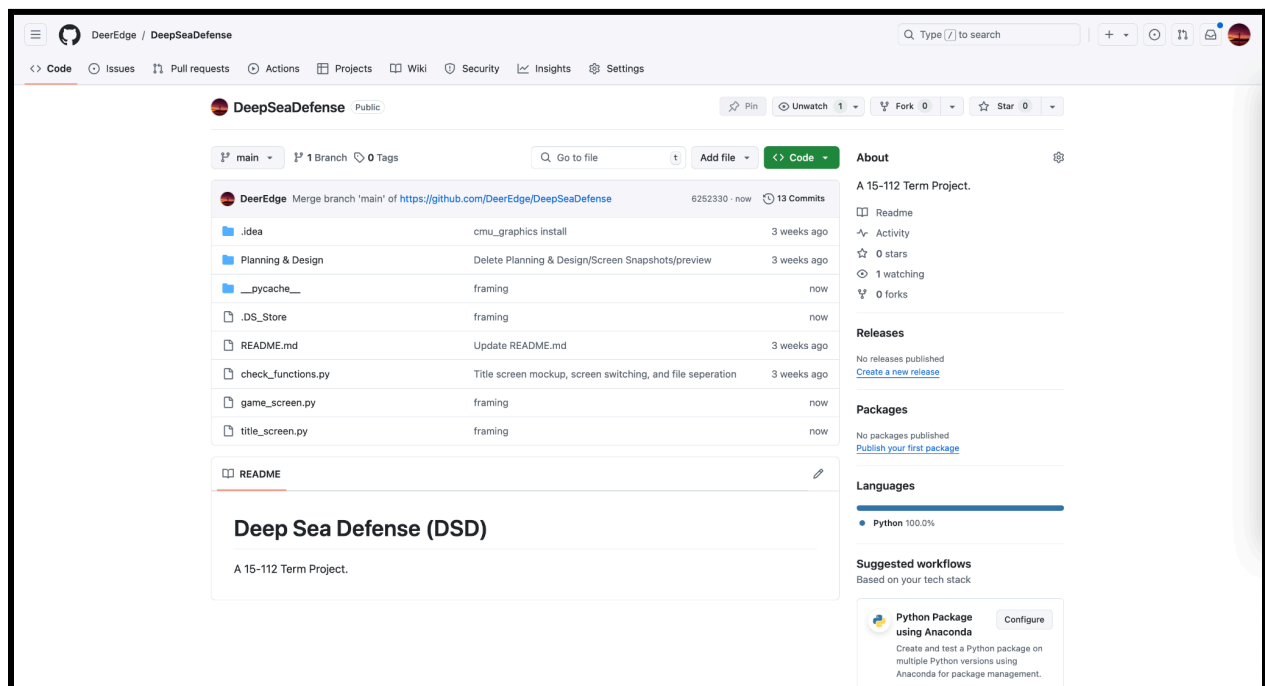 DeerEdge / DeepSeaDefense
Type / to search
Code Issues Pull requests Actions Projects Wiki Security Insights Settings
DeepSeaDefense Public
Pin Unwatch 1 Fork 0 Star 0
main 1 Branch 0 Tags Go to file t Add file Code
DeerEdge Merge branch 'main' of https://github.com/DeerEdge/DeepSeaDefense 6252330 · now 13 Commits
.idea cmu_graphics install 3 weeks ago
Planning & Design Delete Planning & Design/Screen Snapshots/preview 3 weeks ago
__pycache__ framing now
.DS_Store framing now
README.md Update README.md 3 weeks ago
check_functions.py Title screen mockup, screen switching, and file seperation 3 weeks ago
game_screen.py framing now
title_screen.py framing now
README
Deep Sea Defense (DSD)
A 15-112 Term Project.
About
A 15-112 Term Project.
Readme
Activity
0 stars
1 watching
0 forks
Releases
No releases published
Create a new release
Packages
No packages published
Publish your first package
Languages
Python 100.0%
Suggested workflows
Based on your tech stack
Python Package
using Anaconda
Configure
Create and test a Python package on
multiple Python versions using
Anaconda for package management.